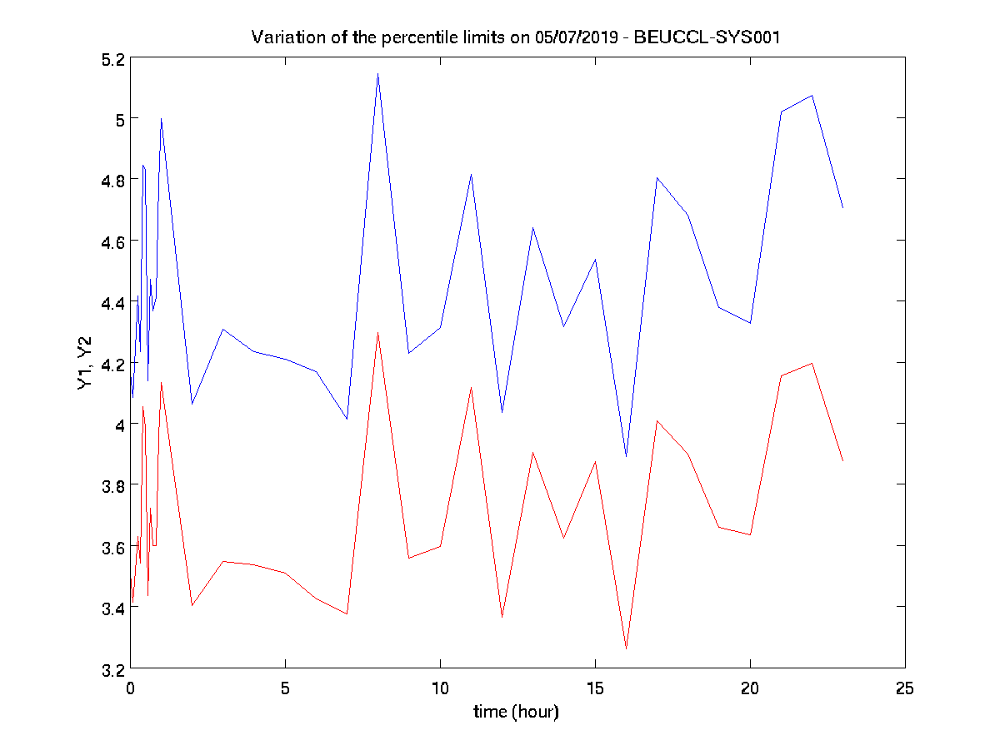 Variation of the percentile limits on 05/07/2019 - BEUCCL-SYS001
5.2
5
4.8
4.6
4.4
4.2
4
3.8
3.6
3.4
3.2
Y1, Y2
0 5 10 15 20 25
time (hour)